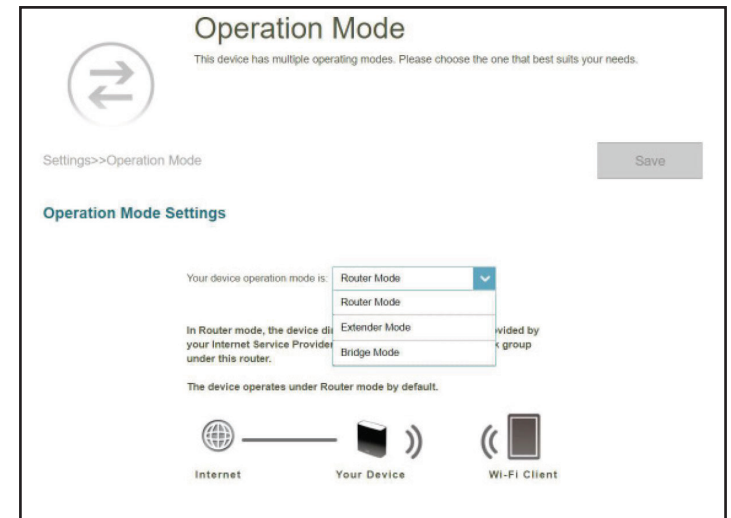 Operation Mode
This device has multiple operating modes. Please choose the one that best suits your needs.
Settings>>Operation Mode
Save
Operation Mode Settings
Your device operation mode is:
Router Mode
Router Mode
Extender Mode
Bridge Mode
In Router mode, the device vided by
your Internet Service Provider group
under this router.
The device operates under Router mode by default.
Internet Your Device Wi-Fi Client